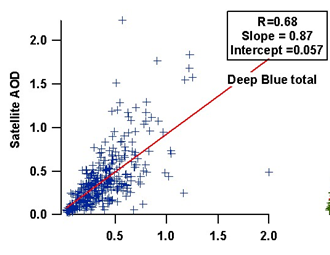 R=0.68
Slope = 0.87
Intercept =0.057
Deep Blue total
Satellite AOD
2.0
1.5
1.0
0.5
0.0
0.5 1.0 1.5 2.0